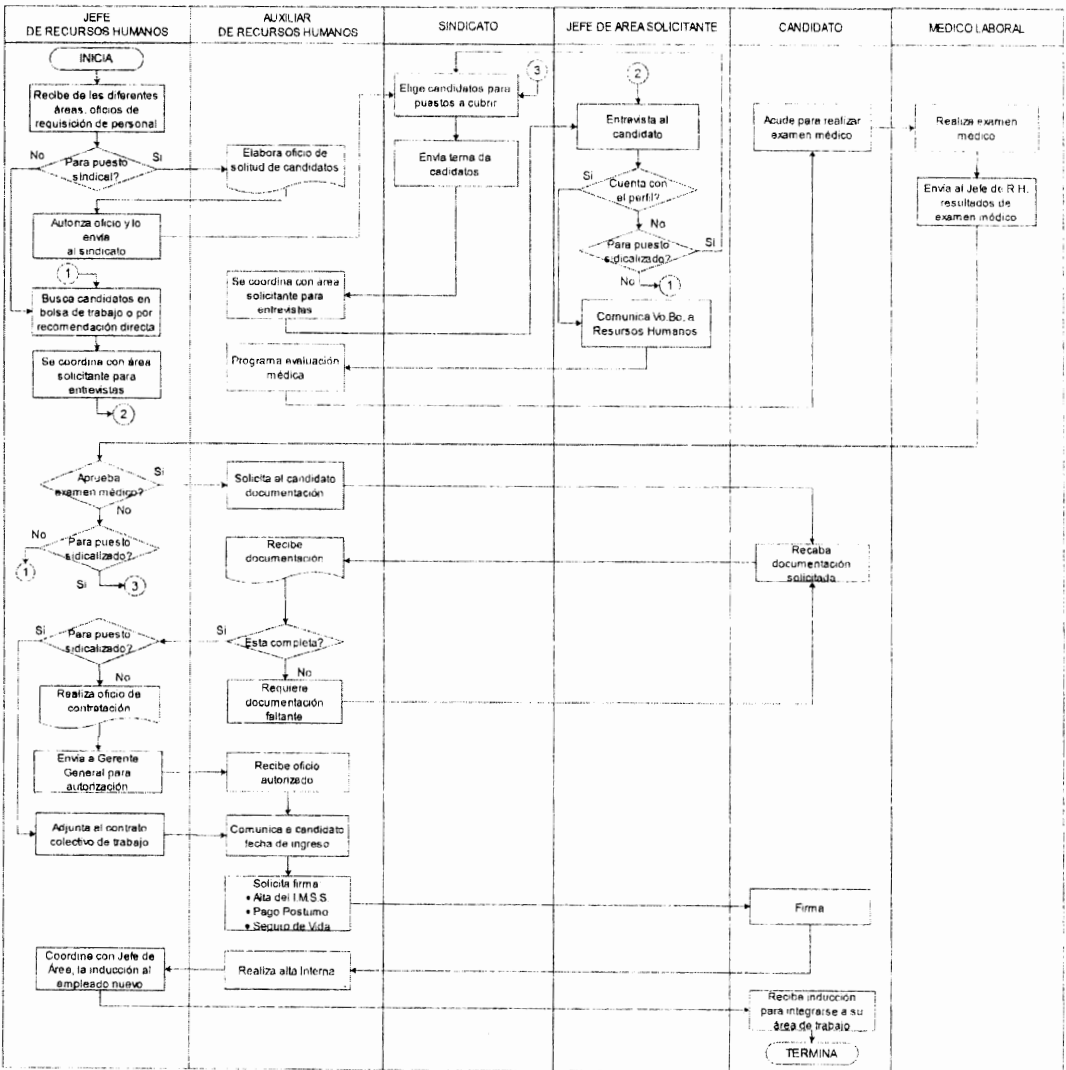 JEFE
DE RECURSOS HUMANOS
AUXILIAR
DE RECURSOS HUMANOS
SINDICATO
JEFE DE AREA SOLICITANTE
CANDIDATO
MEDICO LABORAL
INICIA
Recibe de les diferentes
áreas, oficios de
requisición de personal
No
Para puesto
sindical?
Si
Elabora oficio de
solitud de candidatos
Autoriza oficio y lo
envía
al sindicato
1
Busca candidatos en
bolsa de trabajo o por
recomendación directa
Se coordina con área
solicitante para
entrevistas
2
Se coordina con area
solicitante para
entrevistas
Programa evaluación
médica
3
Elige candidatos para
puestos a cubrir
Envía terna da
cadidatos
2
Entrevista al
candidato
Si
Cuenta con
el perfil?
No
Para puesto
sidicalizado?
Si
No
1
Comunica Vo.Bo. a
Resursos Humanos
Acude para realizar
examen médico
Realiza examen
médico
Envía al Jefe de R.H.
resultados de
examen médico
Aprueba
examen médico?
Si
No
Solicita al candidato
documentación
No
Para puesto
sidicalizado?
1
Si
3
Recibe
documentación
Recaba
documentación
solicitada
Si
Para puesto
sidicalizado?
Si
Esta completa?
No
No
Realiza oficio de
contratación
Requiere
documentación
faltante
Envía a Gerente
General para
autorización
Recibe oficio
autorizado
Adjunta al contrato
colectivo de trabajo
Comunica a candidato
fecha de ingreso
Solicita firma
• Alta del I.M.S.S.
• Pago Postumo
• Seguro de Vida
Firma
Coordine con Jefe de
Área, la inducción al
empleado nuevo
Realiza alta Interna
Reciba inducción
para integrarse a su
área de trabajo
TERMINA